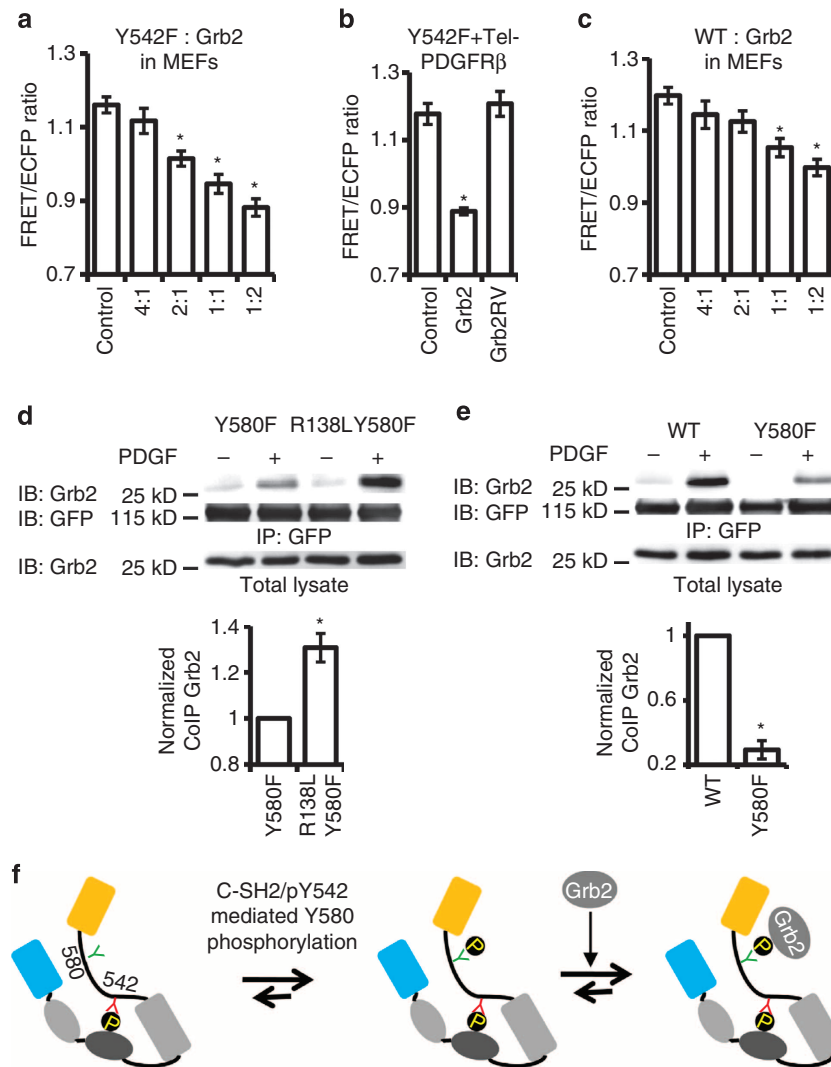 a
Y542F : Grb2
in MEFs
FRET/ECFP ratio
1.3
1.1
0.9
0.7
*
*
*
Control
4:1
2:1
1:1
1:2
b
Y542F+Tel-
PDGFRβ
FRET/ECFP ratio
1.3
1.1
0.9
0.7
*
Control
Grb2
Grb2RV
c
WT : Grb2
in MEFs
FRET/ECFP ratio
1.3
1.1
0.9
0.7
*
*
Control
4:1
2:1
1:1
1:2
d
Y580F R138LY580F
PDGF − + − +
IB: Grb2 25 kD
IB: GFP 115 kD
IP: GFP
IB: Grb2 25 kD
Total lysate
Normalized
CoIP Grb2
1.4
1.2
1
0.8
*
Y580F
R138L
Y580F
e
WT Y580F
PDGF − + − +
IB: Grb2 25 kD
IB: GFP 115 kD
IP: GFP
IB: Grb2 25 kD
Total lysate
Normalized
CoIP Grb2
1
0.6
0.2
*
WT
Y580F
f
580
Y
542
Y
P
C-SH2/pY542
mediated Y580
phosphorylation
Y P
Y
P
Grb2
Y P Grb2
Y
P